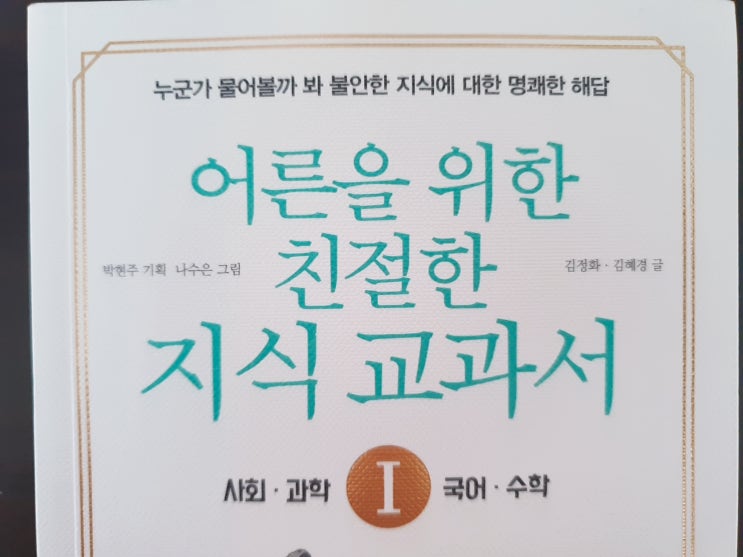 누군가 물어볼까 봐 불안한 지식에 대한 명쾌한 해답
어른을 위한
친절한
박현주 기획 나수은 그림
김정화 · 김혜경 글
지식 교과서
사회 · 과학 I 국어 · 수학